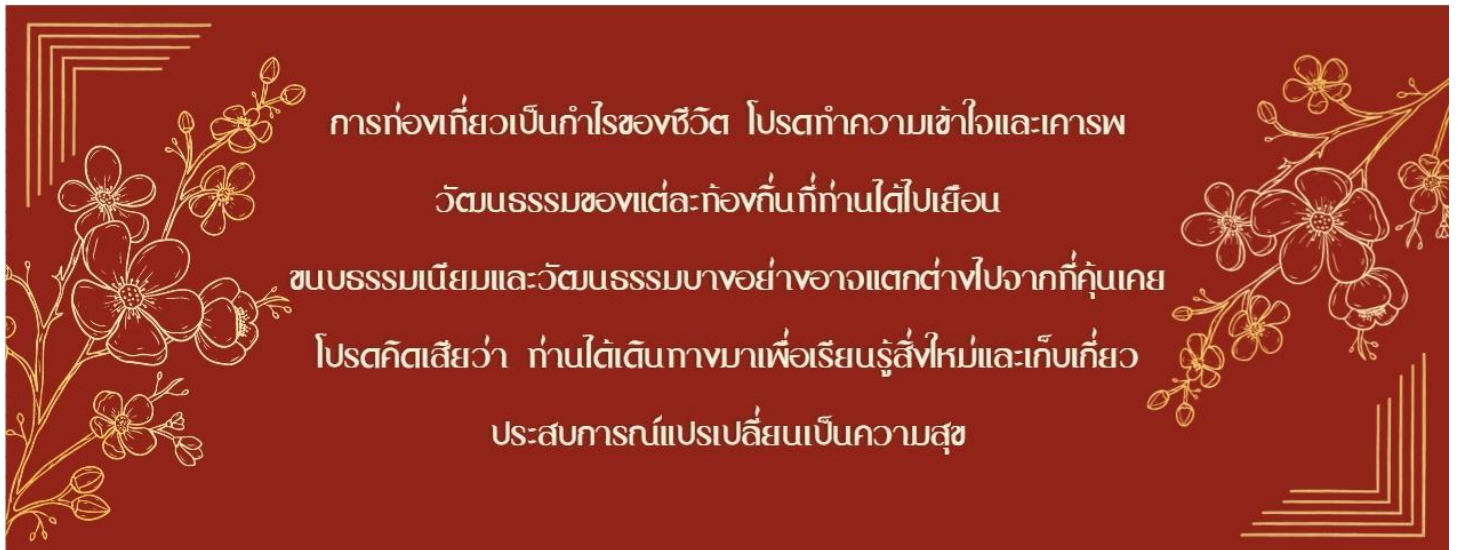 การท่องเที่ยวเป็นกำไรของชีวิต โปรดทำความเข้าใจและเคารพ
วัฒนธรรมของแต่ละท้องถิ่นที่ท่านได้ไปเยือน
ขนบธรรมเนียมและวัฒนธรรมบางอย่างอาจแตกต่างไปจากที่คุ้นเคย
โปรดคิดเสียว่า ท่านได้เดินทางมาเพื่อเรียนรู้สิ่งใหม่และเก็บเกี่ยว
ประสบการณ์แปรเปลี่ยนเป็นความสุข